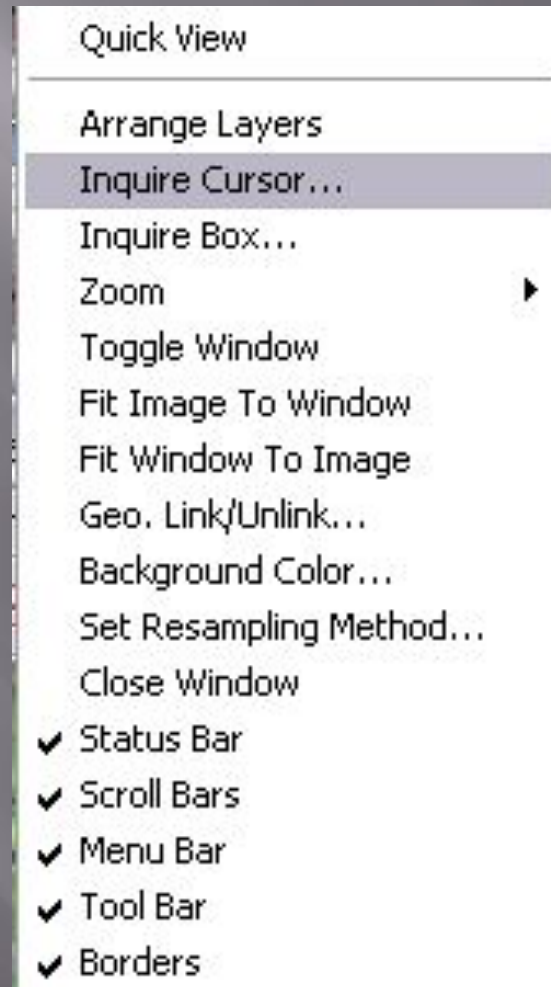 Quick View
Arrange Layers
Inquire Cursor...
Inquire Box...
Zoom
Toggle Window
Fit Image To Window
Fit Window To Image
Geo. Link/Unlink...
Background Color...
Set Resampling Method...
Close Window
Status Bar
Scroll Bars
Menu Bar
Tool Bar
Borders